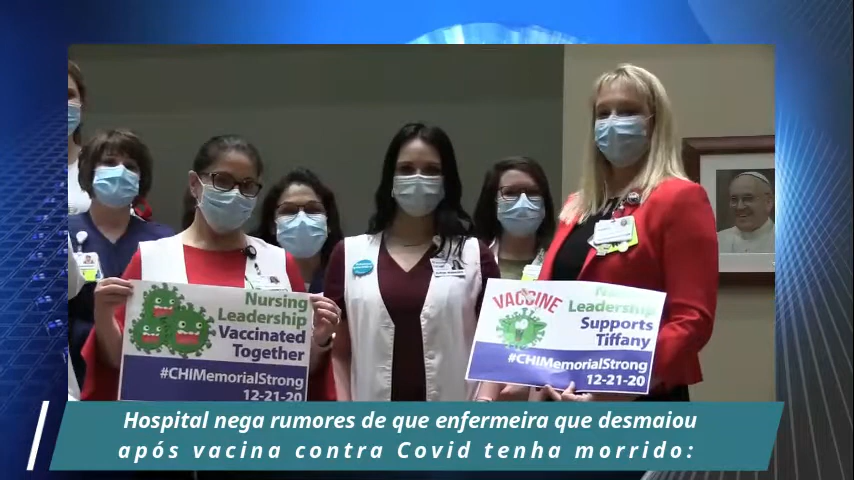 Nursing
Leadership
Vaccinated
Together
#CHIMemorialStrong
12-21-20
VACCINE
Nursing
Leadership
Supports
Tiffany
#CHIMemorialStrong
12-21-20
Hospital nega rumores de que enfermeira que desmaiou
após vacina contra Covid tenha morrido: